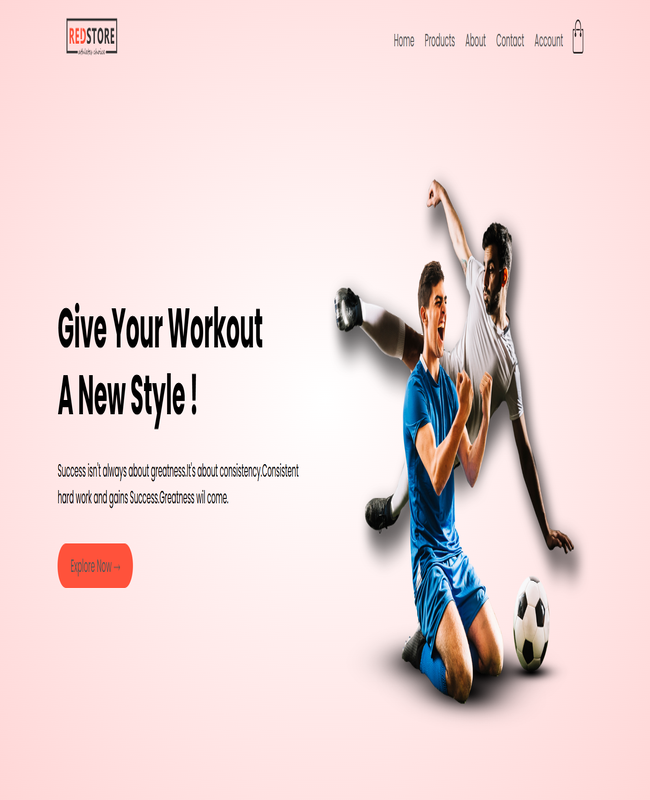 REDSTORE
Home Products About Contact Account
Give Your Workout
A New Style !
Success isn't always about greatness.It's about consistency.Consistent
hard work and gains Success.Greatness wil come.
Explore Now →